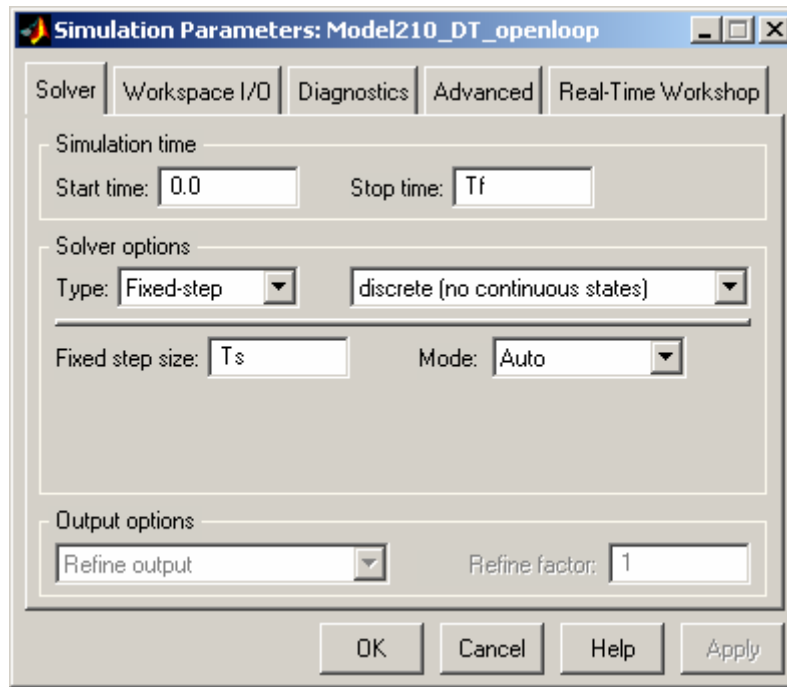 Simulation Parameters: Model210_DT_openloop
Solver Workspace I/O Diagnostics Advanced Real-Time Workshop
Simulation time
Start time: 0.0 Stop time: Tf
Solver options
Type: Fixed-step discrete (no continuous states)
Fixed step size: Ts Mode: Auto
Output options
Refine output Refine factor: 1
OK Cancel Help Apply